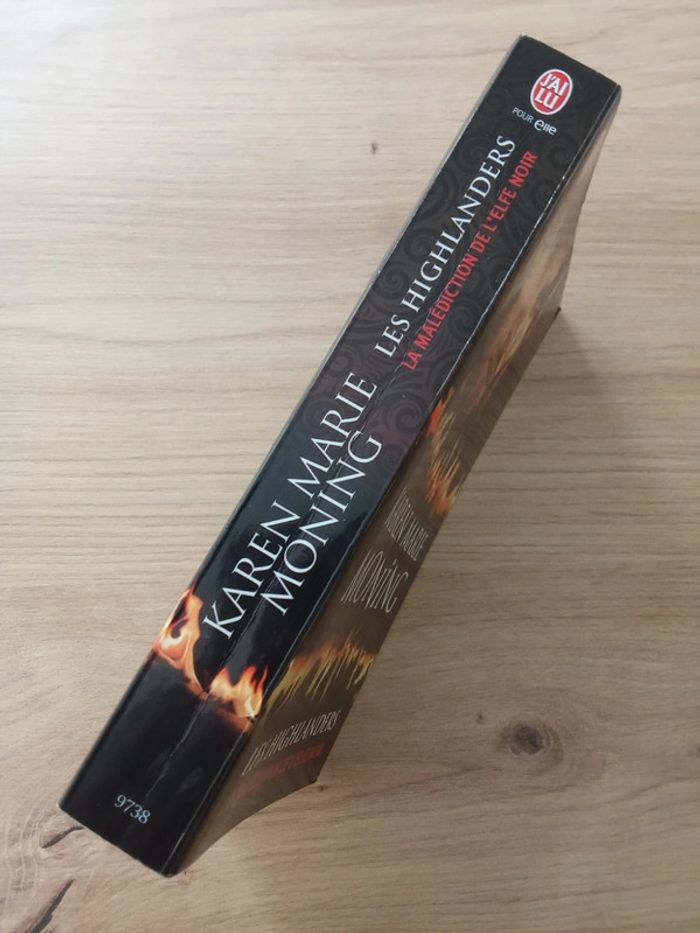 J'AI
LU
POUR elle
LES HIGHLANDERS
LA MALÉDICTION DE L'ELFE NOIR
KAREN MARIE
MONING
9738
KAREN MARIE
MONING
LES HIGHLANDERS